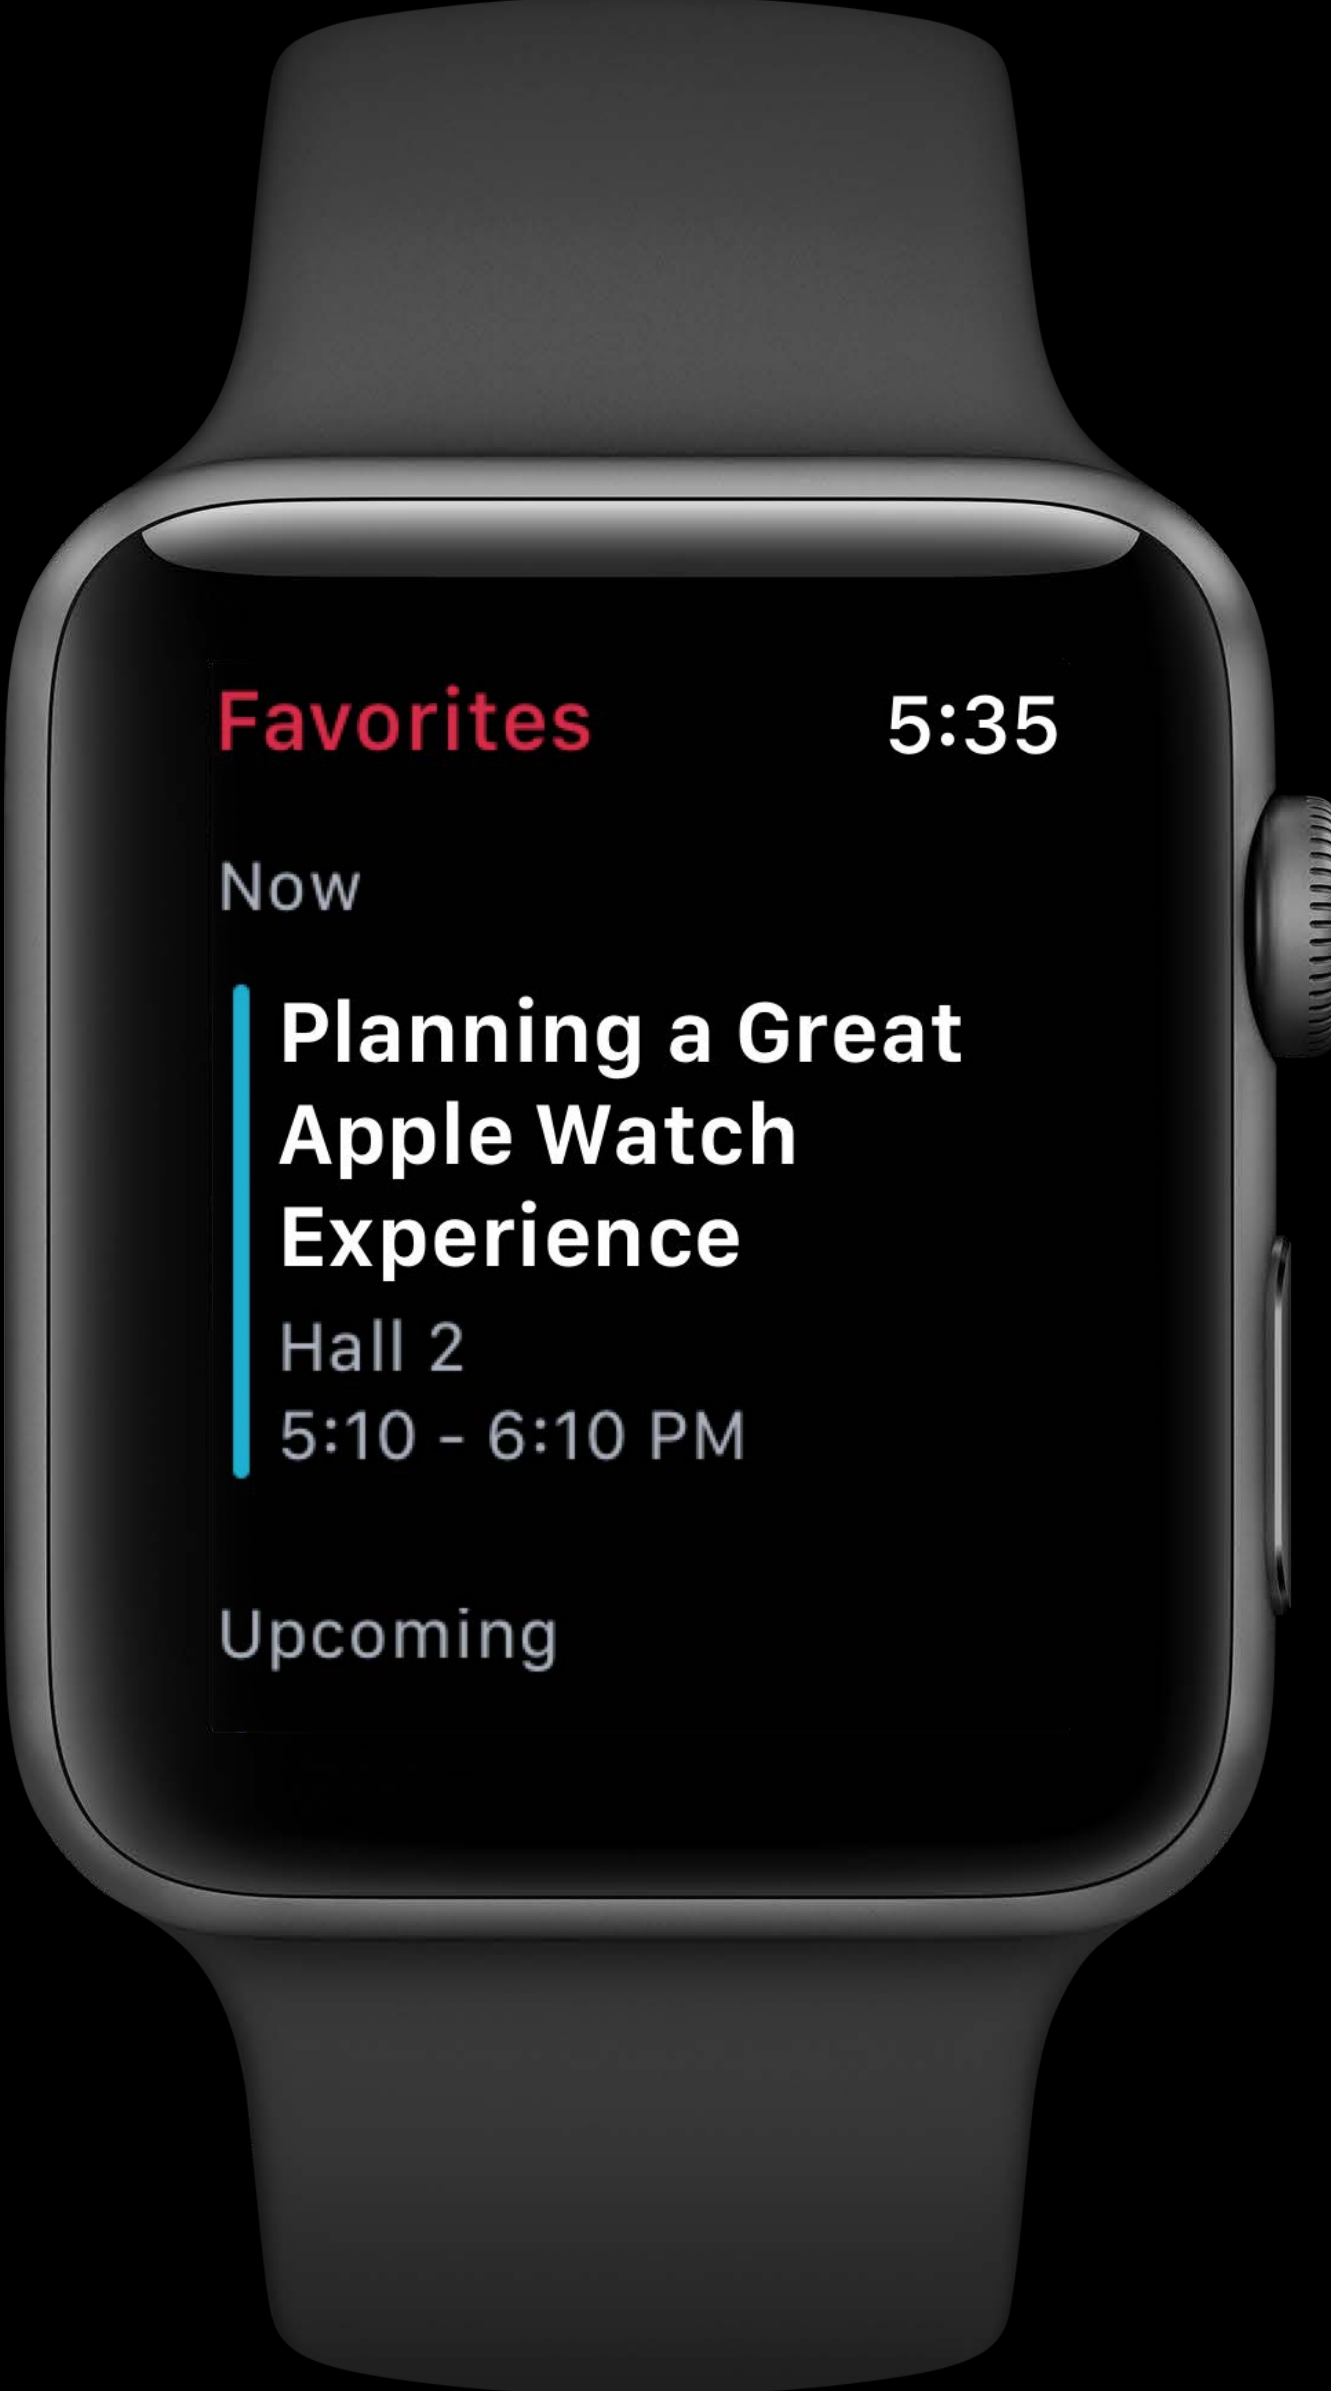 Favorites 5:35
Now
Planning a Great
Apple Watch
Experience
Hall 2
5:10 - 6:10 PM
Upcoming